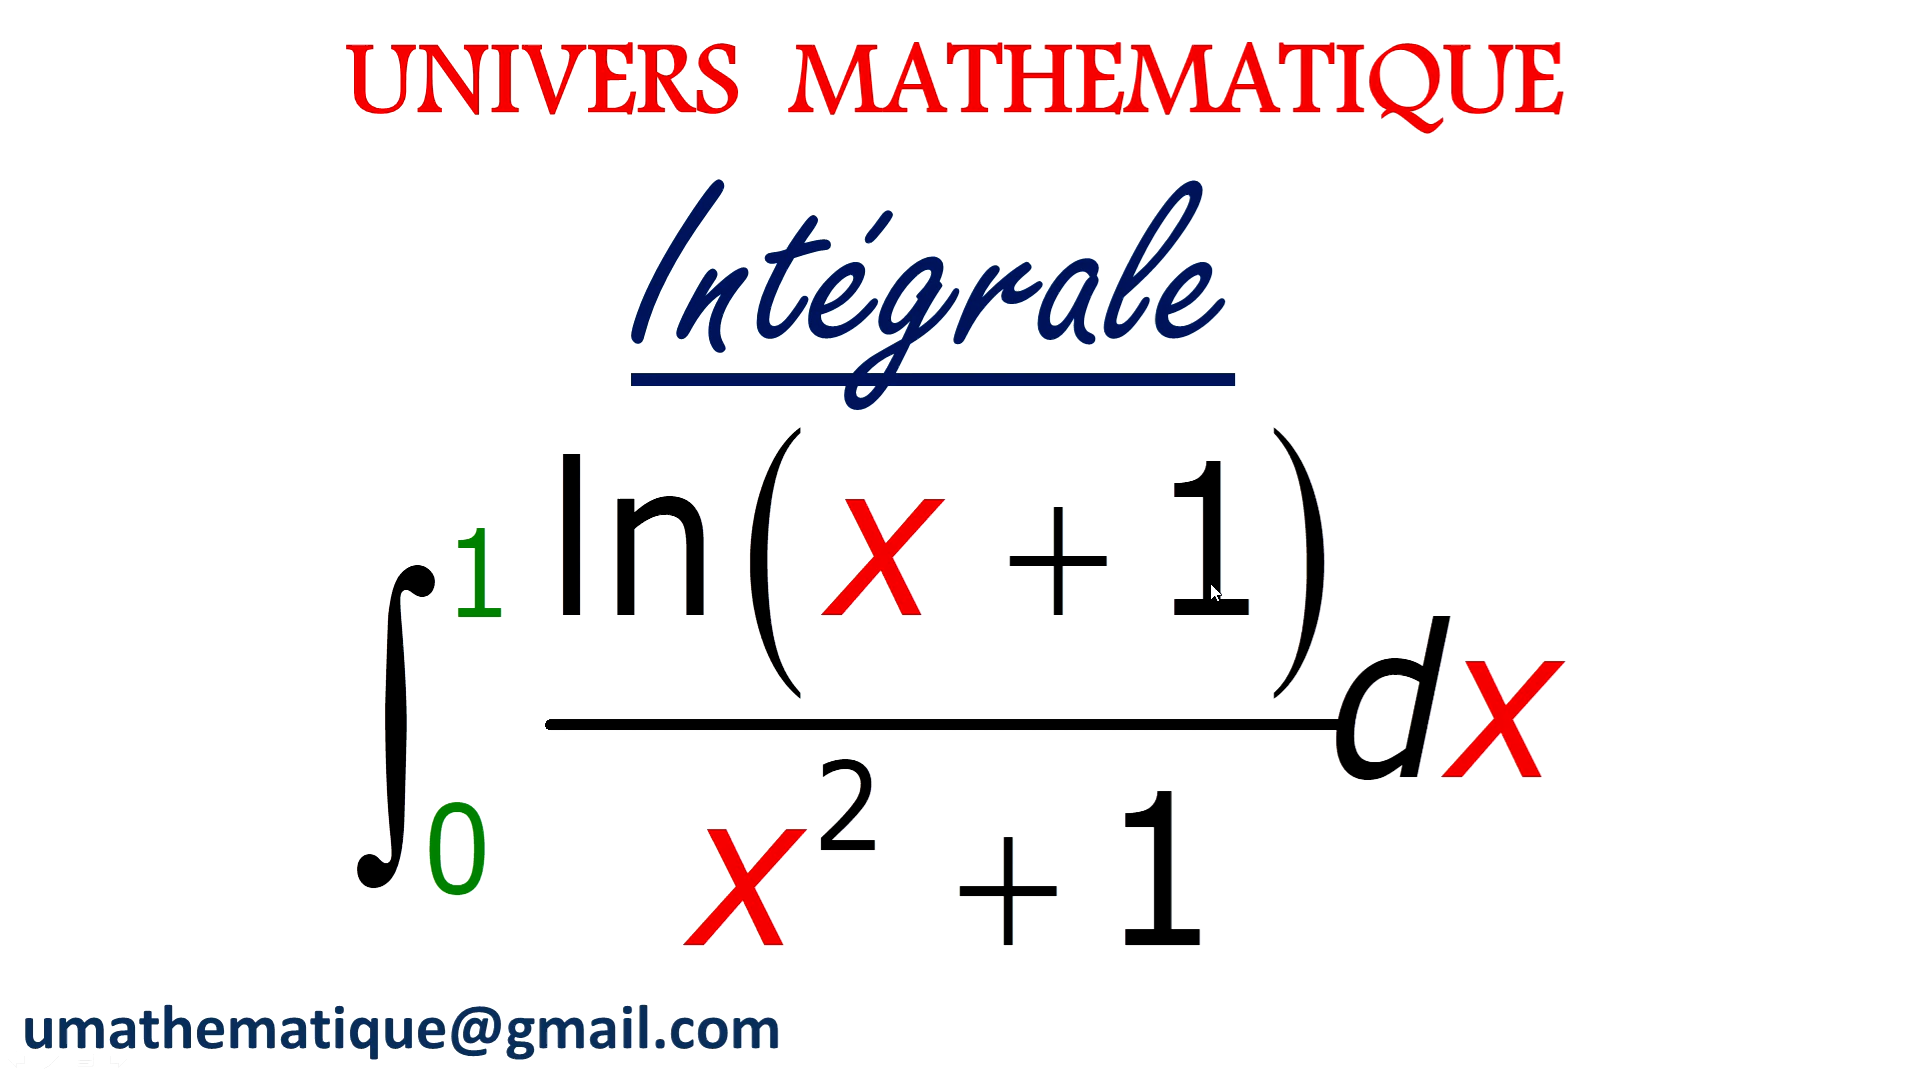 UNIVERS MATHEMATIQUE
Intégrale
∫₀¹ ln(x + 1) / (x² + 1) dx
umathematique@gmail.com